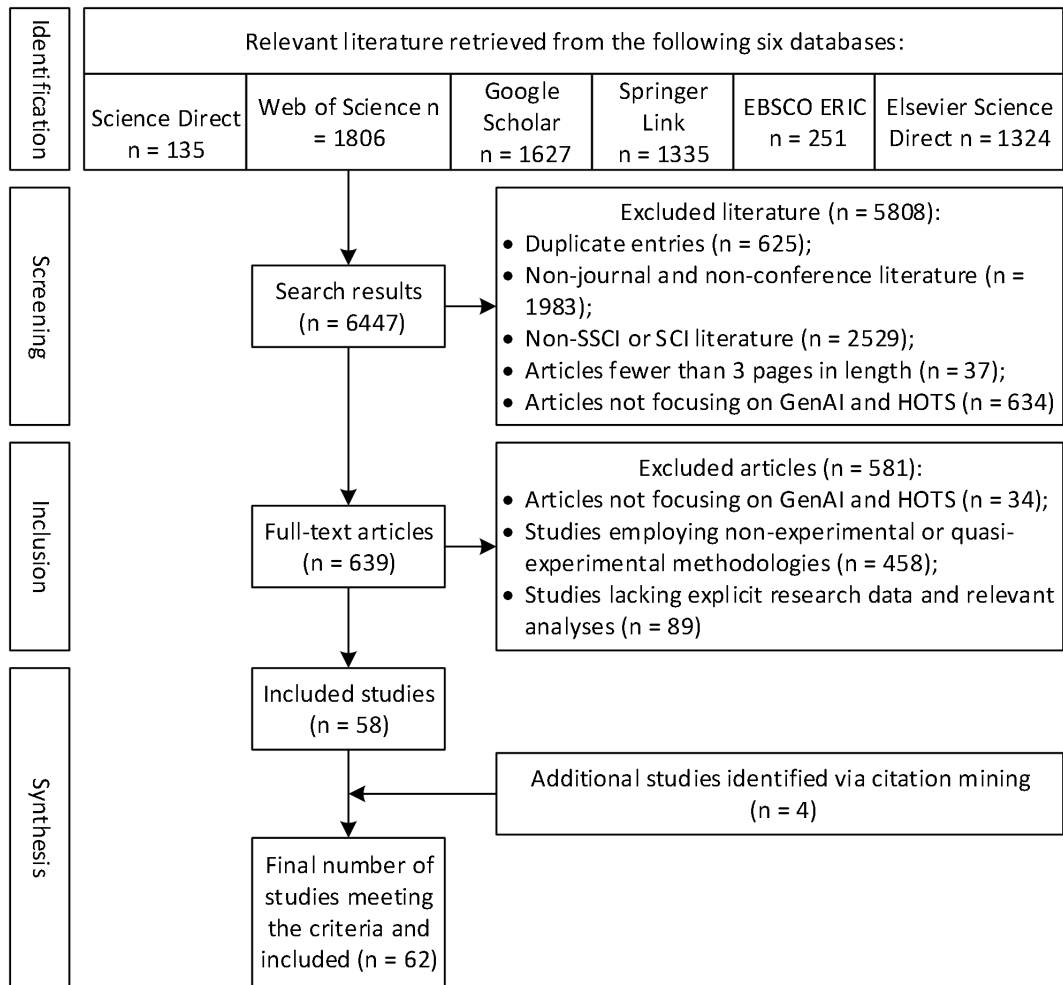 Identification
Relevant literature retrieved from the following six databases:
Science Direct
n = 135
Web of Science n
= 1806
Google
Scholar
n = 1627
Springer
Link
n = 1335
EBSCO ERIC
n = 251
Elsevier Science
Direct n = 1324
Screening
Search results
(n = 6447)
Excluded literature (n = 5808):
• Duplicate entries (n = 625);
• Non-journal and non-conference literature (n =
1983);
• Non-SSCI or SCI literature (n = 2529);
• Articles fewer than 3 pages in length (n = 37);
• Articles not focusing on GenAI and HOTS (n = 634)
Inclusion
Full-text articles
(n = 639)
Excluded articles (n = 581):
• Articles not focusing on GenAI and HOTS (n = 34);
• Studies employing non-experimental or quasi-
experimental methodologies (n = 458);
• Studies lacking explicit research data and relevant
analyses (n = 89)
Synthesis
Included studies
(n = 58)
Additional studies identified via citation mining
(n = 4)
Final number of
studies meeting
the criteria and
included (n = 62)